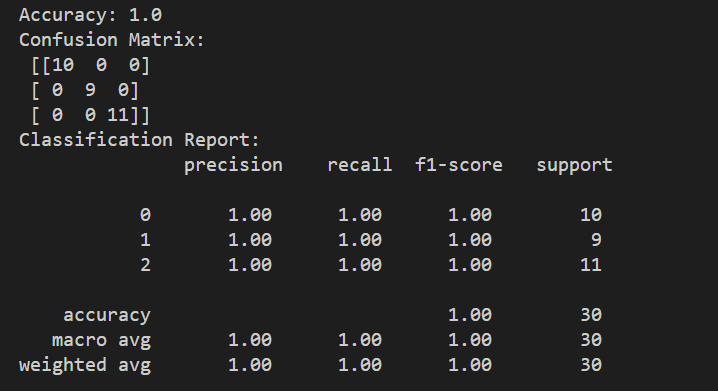 Accuracy: 1.0
Confusion Matrix:
[[10  0  0]
[ 0  9  0]
[ 0  0 11]]
Classification Report:
precision    recall  f1-score   support
0       1.00      1.00      1.00        10
1       1.00      1.00      1.00         9
2       1.00      1.00      1.00        11
accuracy                           1.00        30
macro avg       1.00      1.00      1.00        30
weighted avg       1.00      1.00      1.00        30